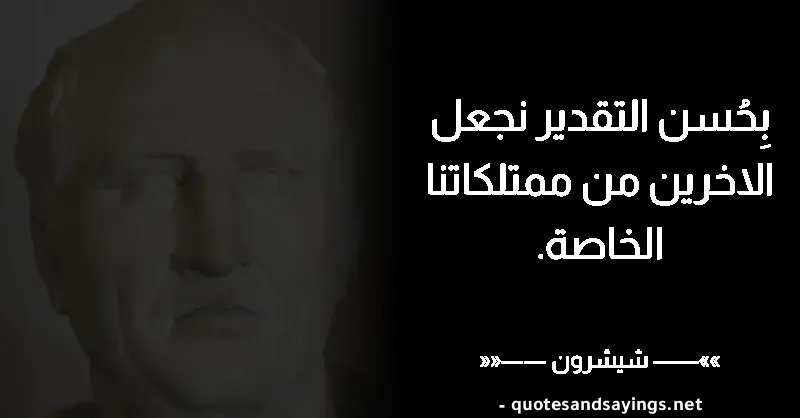 بِحُسن التقدير نجعل
الاخرين من ممتلكاتنا
الخاصة.
»»—— شيشرون ——««
- quotesandsayings.net